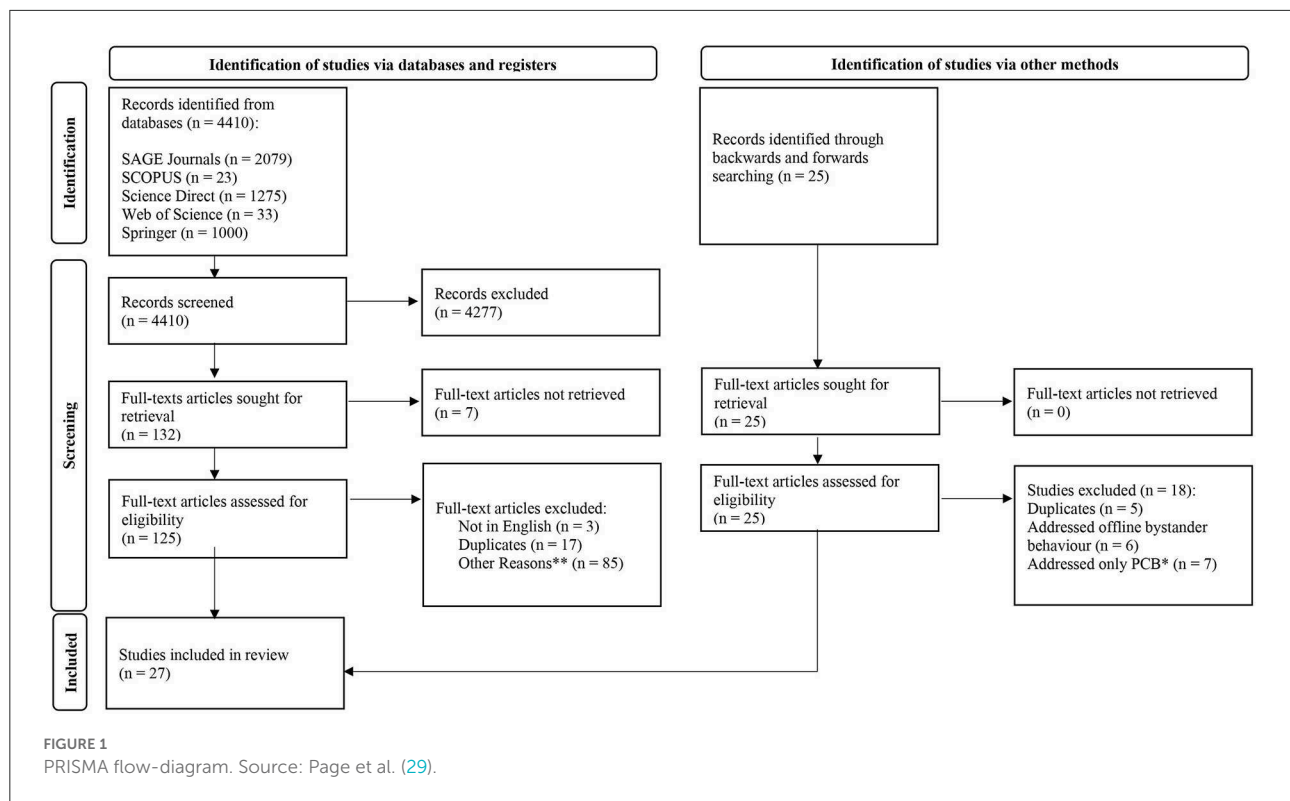 Identification of studies via databases and registers
Identification of studies via other methods
Identification
Records identified from
databases (n = 4410):
SAGE Journals (n = 2079)
SCOPUS (n = 23)
Science Direct (n = 1275)
Web of Science (n = 33)
Springer (n = 1000)
Records identified through
backwards and forwards
searching (n = 25)
Screening
Records screened
(n = 4410)
Records excluded
(n = 4277)
Full-texts articles sought for
retrieval
(n = 132)
Full-text articles not retrieved
(n = 7)
Full-text articles sought for
retrieval
(n = 25)
Full-text articles not retrieved
(n = 0)
Full-text articles assessed for
eligibility
(n = 125)
Full-text articles excluded:
Not in English (n = 3)
Duplicates (n = 17)
Other Reasons** (n = 85)
Full-text articles assessed for
eligibility
(n = 25)
Studies excluded (n = 18):
Duplicates (n = 5)
Addressed offline bystander
behaviour (n = 6)
Addressed only PCB* (n = 7)
Included
Studies included in review
(n = 27)
FIGURE 1
PRISMA flow-diagram. Source: Page et al. (29).